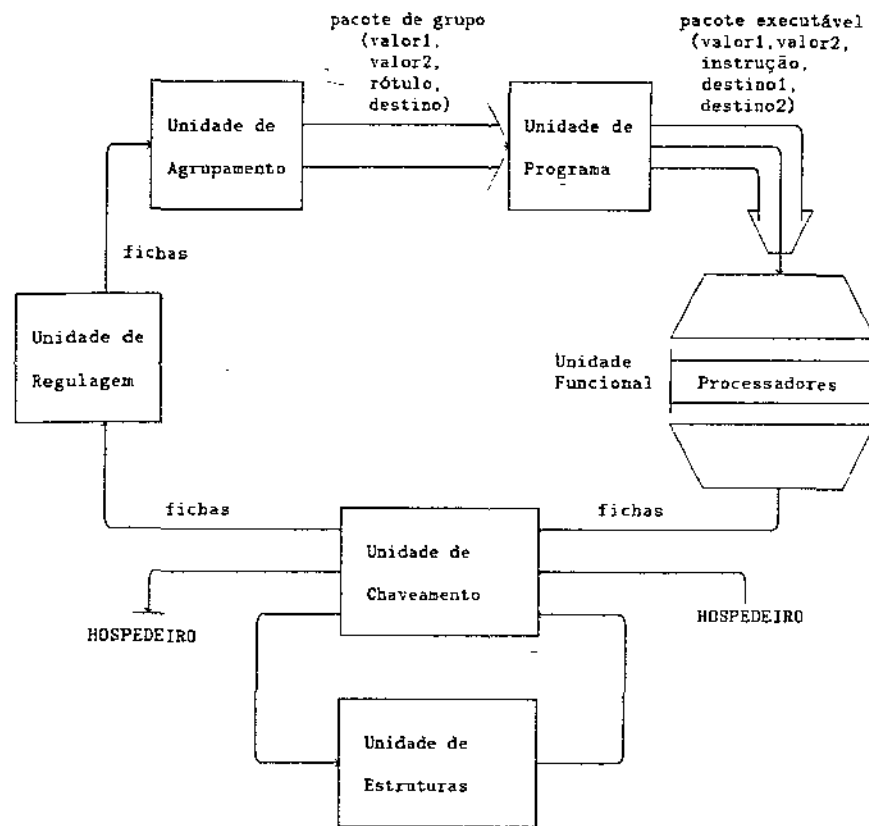 pacote de grupo
(valor1,
valor2,
rótulo,
destino)
pacote executável
(valor1,valor2,
instrução,
destino1,
destino2)
Unidade de
Agrupamento
Unidade de
Programa
fichas
Unidade de
Regulagem
Unidade
Funcional
Processadores
fichas
fichas
Unidade de
Chaveamento
HOSPEDEIRO
HOSPEDEIRO
Unidade de
Estruturas